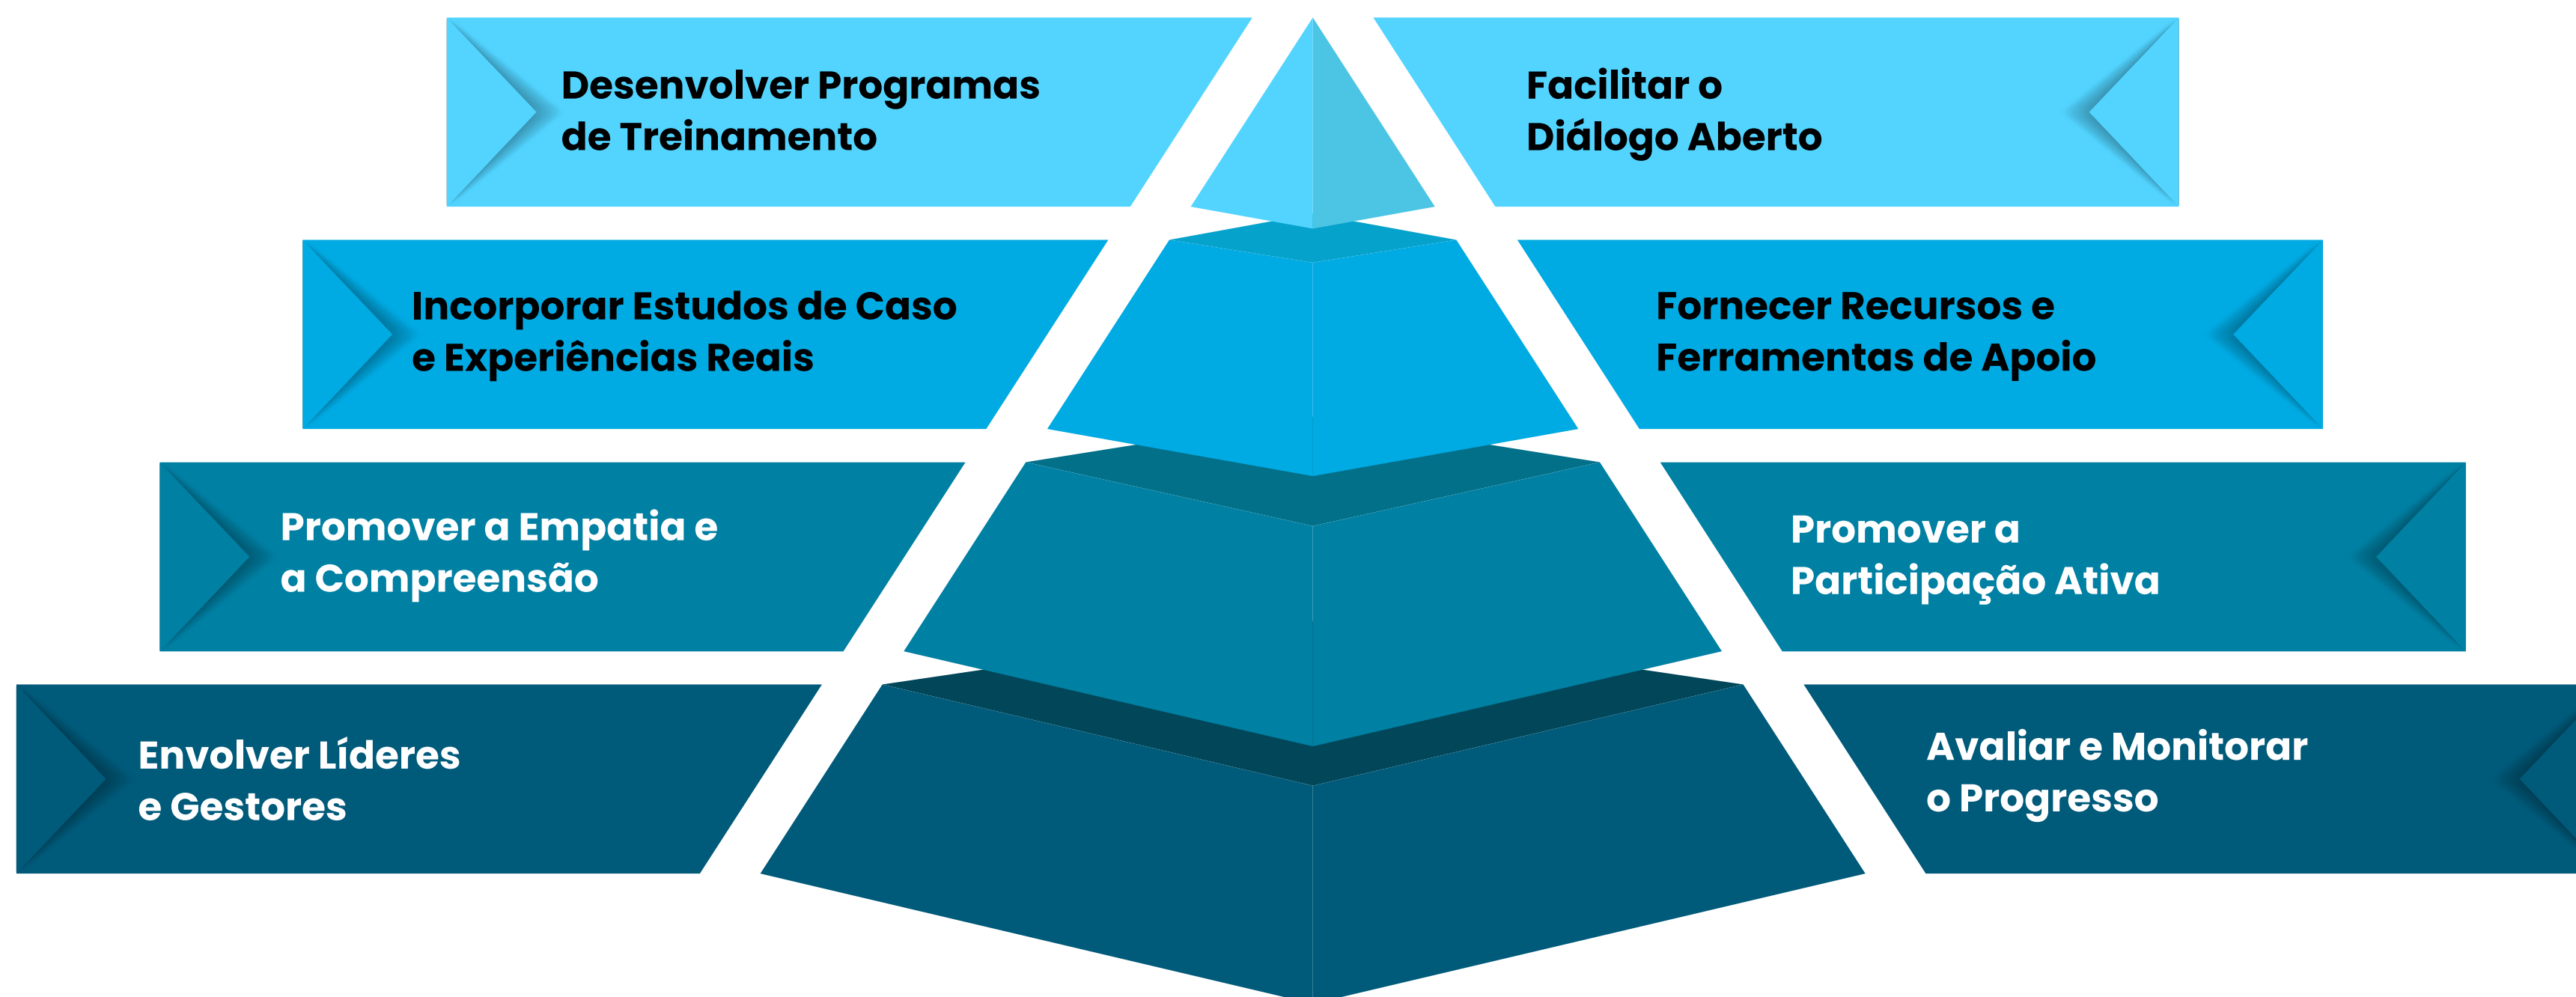 Desenvolver Programas
de Treinamento
Facilitar o
Diálogo Aberto
Incorporar Estudos de Caso
e Experiências Reais
Fornecer Recursos e
Ferramentas de Apoio
Promover a Empatia e
a Compreensão
Promover a
Participação Ativa
Envolver Líderes
e Gestores
Avaliar e Monitorar
o Progresso